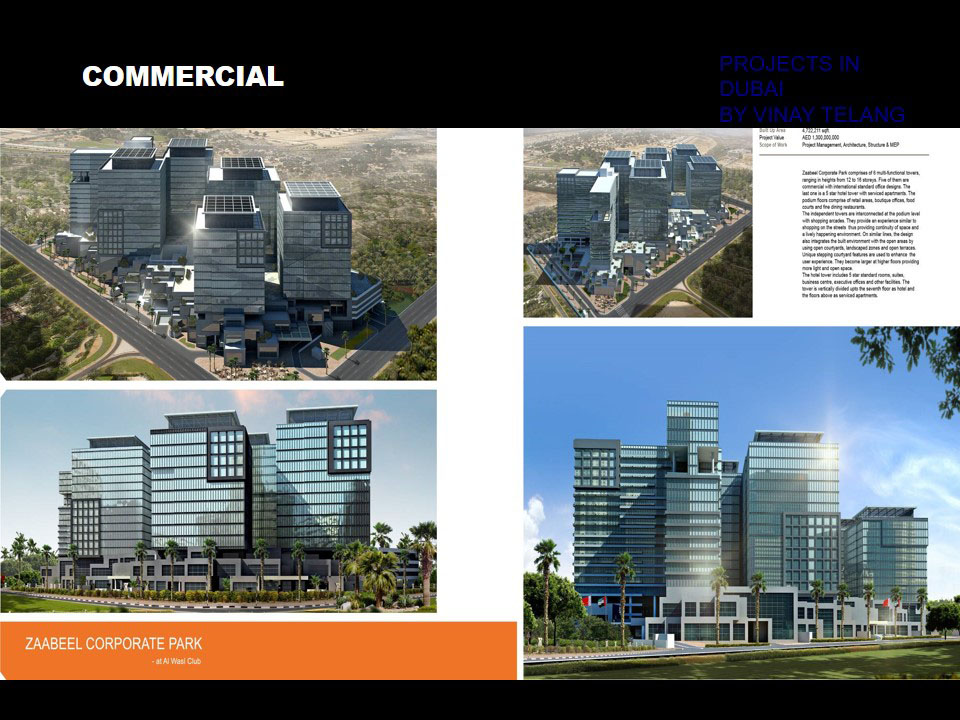 COMMERCIAL
PROJECTS IN
DUBAI
BY VINAY TELANG
Built Up Area 4,722,211 sqft.
Project Value AED 1,300,000,000
Scope of Work Project Management, Architecture, Structure & MEP
Zaabeel Corporate Park comprises of 6 multi-functional towers,
ranging in heights from 12 to 18 storeys. Five of them are
commercial with international standard office designs. The
last one is a 5 star hotel tower with serviced apartments. The
podium floors comprise of retail areas, boutique offices, food
courts and fine dining restaurants.
The independent towers are interconnected at the podium level
with shopping arcades. They provide an experience similar to
shopping on the streets thus providing continuity of space and
a lively happening environment. On similar lines, the design
also integrates the built environment with the open areas by
using open courtyards, landscaped zones and open terraces.
Unique stepping courtyard features are used to enhance the
user experience. They become larger at higher floors providing
more light and open space.
The hotel tower includes 5 star standard rooms, suites,
business centre, executive offices and other facilities. The
tower is vertically divided upto the seventh floor as hotel and
the floors above as serviced apartments.
ZAABEEL CORPORATE PARK
- at Al Wasl Club